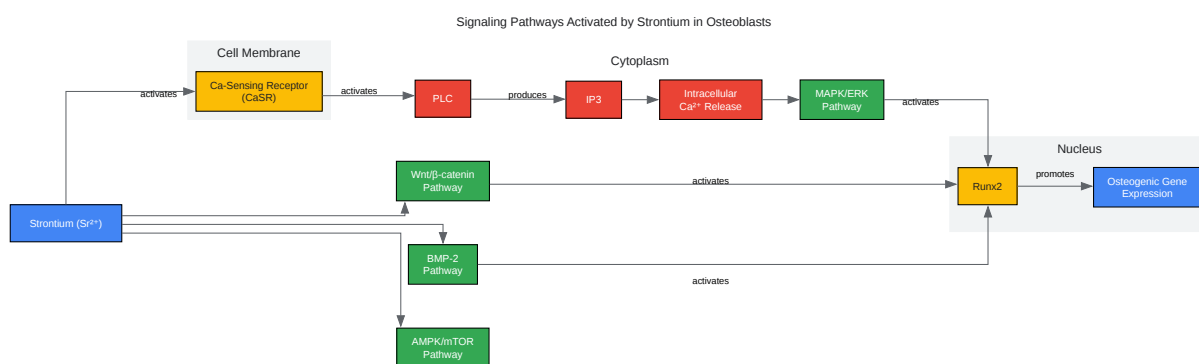 Signaling Pathways Activated by Strontium in Osteoblasts
Cell Membrane
Cytoplasm
Ca-Sensing Receptor
(CaSR)
activates
activates
PLC
produces
IP3
Intracellular
Ca²⁺ Release
MAPK/ERK
Pathway
activates
Nucleus
Wnt/β-catenin
Pathway
activates
Runx2
promotes
Osteogenic Gene
Expression
Strontium (Sr²⁺)
BMP-2
Pathway
activates
AMPK/mTOR
Pathway